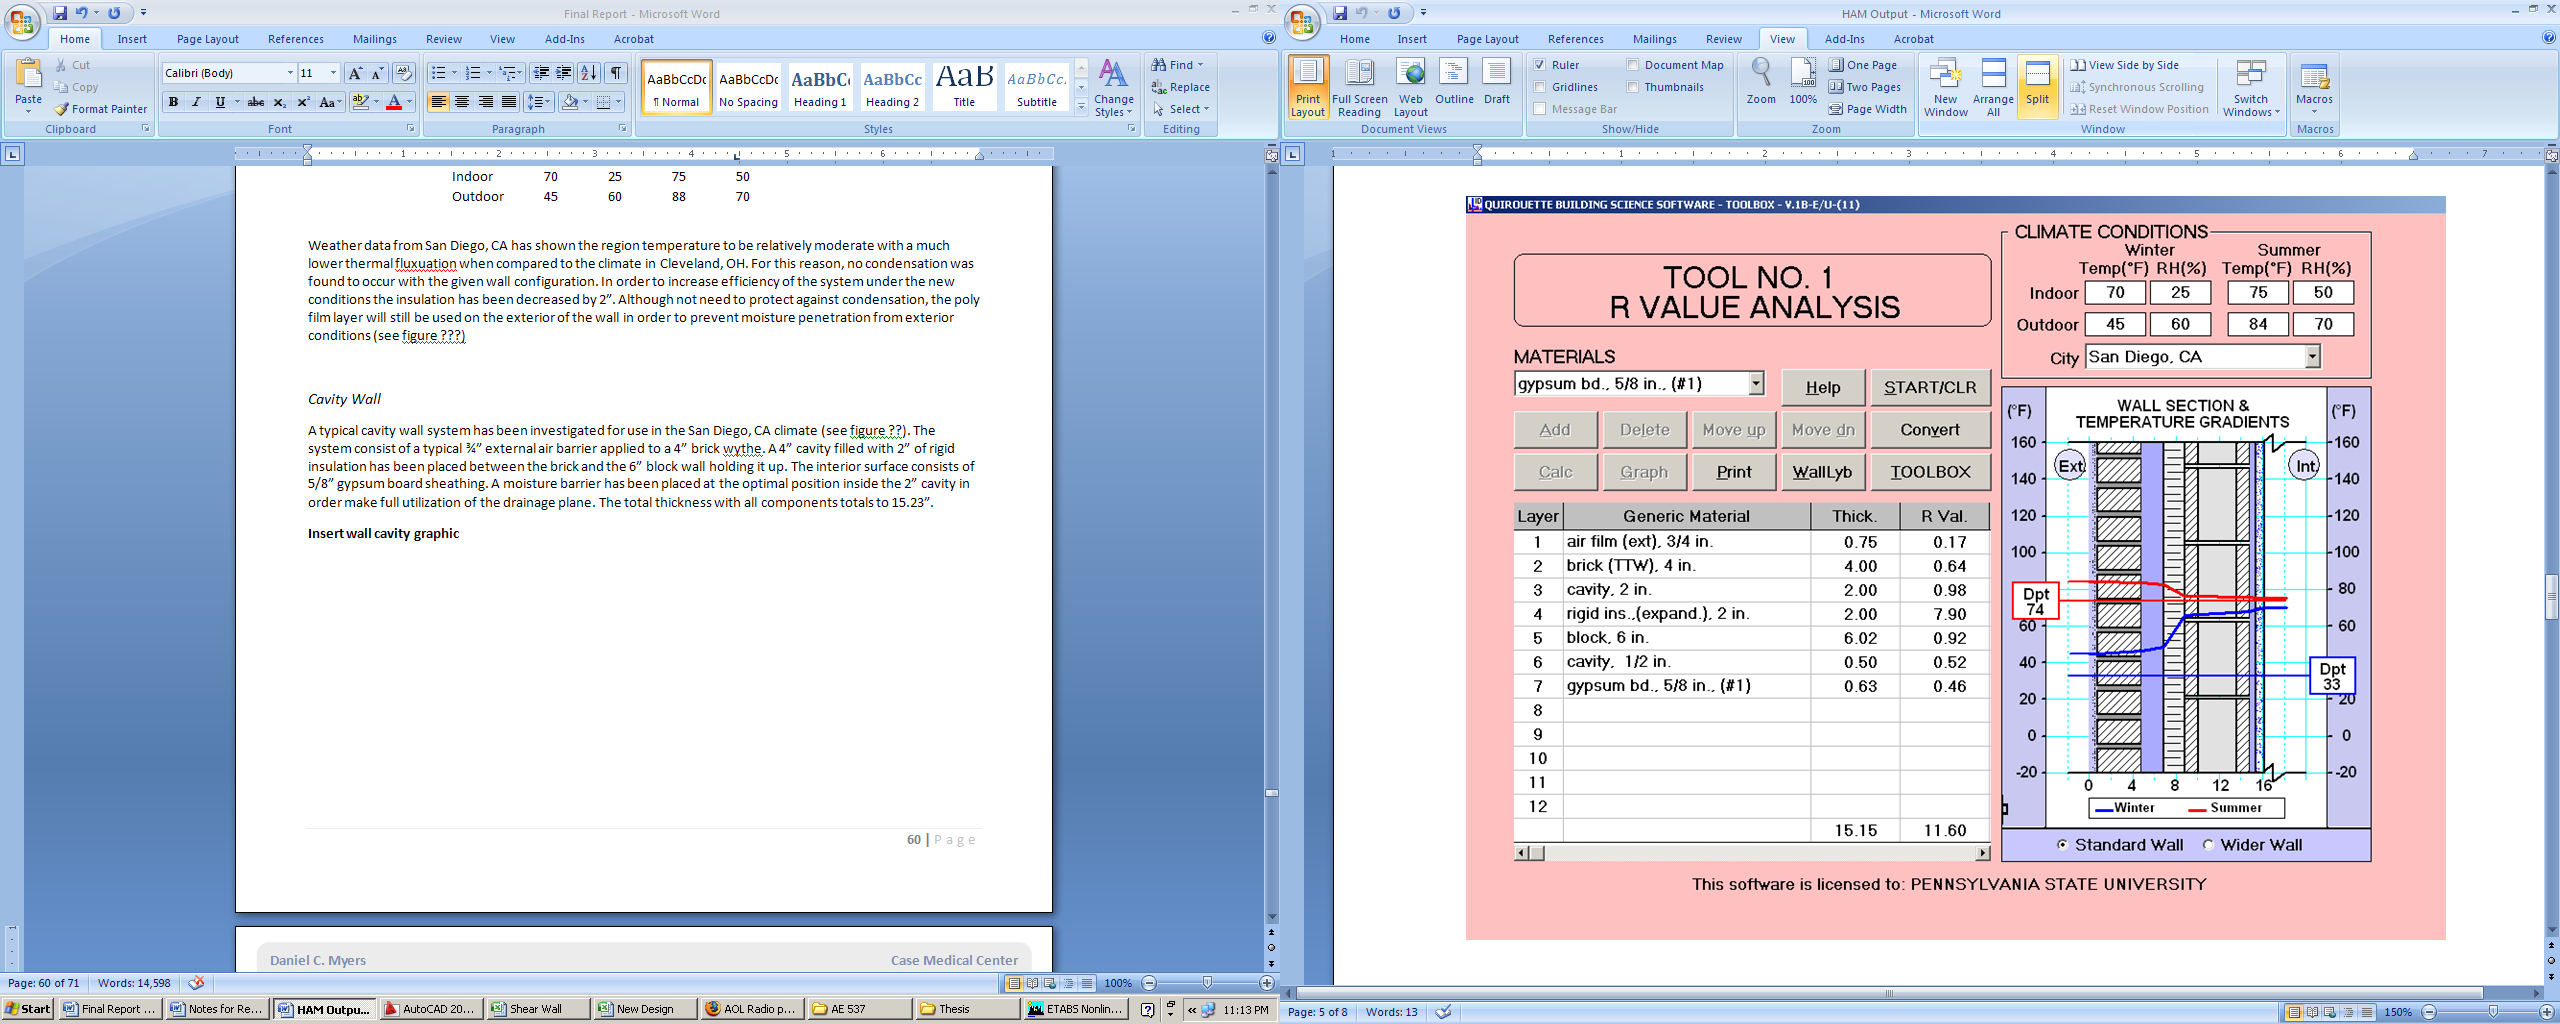 Final Report - Microsoft Word
Home Insert Page Layout References Mailings Review View Add-Ins Acrobat
Paste
Cut
Copy
Format Painter
Clipboard
Calibri (Body) 11
Font
Paragraph
AaBbCcDc AaBbCcDc AaBbC AaBbCc AaB AaBbCc.
¶ Normal No Spacing Heading 1 Heading 2 Title Subtitle
Change Styles
Styles
Find
Replace
Select
Editing
Indoor 70 25 75 50
Outdoor 45 60 88 70
Weather data from San Diego, CA has shown the region temperature to be relatively moderate with a much
lower thermal fluxuation when compared to the climate in Cleveland, OH. For this reason, no condensation was
found to occur with the given wall configuration. In order to increase efficiency of the system under the new
conditions the insulation has been decreased by 2”. Although not need to protect against condensation, the poly
film layer will still be used on the exterior of the wall in order to prevent moisture penetration from exterior
conditions (see figure ???)
Cavity Wall
A typical cavity wall system has been investigated for use in the San Diego, CA climate (see figure ??). The
system consist of a typical ¾” external air barrier applied to a 4” brick wythe. A 4” cavity filled with 2” of rigid
insulation has been placed between the brick and the 6” block wall holding it up. The interior surface consists of
5/8” gypsum board sheathing. A moisture barrier has been placed at the optimal position inside the 2” cavity in
order make full utilization of the drainage plane. The total thickness with all components totals to 15.23”.
Insert wall cavity graphic
60 | P a g e
Daniel C. Myers Case Medical Center
Page: 60 of 71 Words: 14,598 100%
Start Final Report ... Notes for Re... HAM Outpu... AutoCAD 20... Shear Wall New Design AOL Radio p... AE 537 Thesis ETABS Nonlin... 11:13 PM
HAM Output - Microsoft Word
Home Insert Page Layout References Mailings Review View Add-Ins Acrobat
Print Layout
Full Screen Reading
Web Layout
Outline
Draft
Document Views
Ruler
Gridlines
Message Bar
Document Map
Thumbnails
Show/Hide
Zoom
100%
One Page
Two Pages
Page Width
Zoom
New Window
Arrange All
Split
View Side by Side
Synchronous Scrolling
Reset Window Position
Switch Windows
Window
Macros
Macros
QUIROUETTE BUILDING SCIENCE SOFTWARE - TOOLBOX - V.1B-E/U-(11)
TOOL NO. 1
R VALUE ANALYSIS
CLIMATE CONDITIONS
Winter Summer
Temp(°F) RH(%) Temp(°F) RH(%)
Indoor 70 25 75 50
Outdoor 45 60 84 70
City San Diego, CA
MATERIALS
gypsum bd., 5/8 in., (#1)
Help START/CLR
Add Delete Move up Move dn Convert
Calc Graph Print WallLyb TOOLBOX
Layer Generic Material Thick. R Val.
1 air film (ext), 3/4 in. 0.75 0.17
2 brick (TTW), 4 in. 4.00 0.64
3 cavity, 2 in. 2.00 0.98
4 rigid ins.,(expand.), 2 in. 2.00 7.90
5 block, 6 in. 6.02 0.92
6 cavity, 1/2 in. 0.50 0.52
7 gypsum bd., 5/8 in., (#1) 0.63 0.46
8
9
10
11
12
15.15 11.60
(°F) WALL SECTION & (°F)
TEMPERATURE GRADIENTS
160 160
Ext. Int.
140 140
120 120
100 100
80
Dpt
74
60 60
40 40
Dpt
33
20 20
0 0
-20 -20
0 4 8 12 16
Winter Summer
Standard Wall Wider Wall
This software is licensed to: PENNSYLVANIA STATE UNIVERSITY
Page: 5 of 8 Words: 13 150%